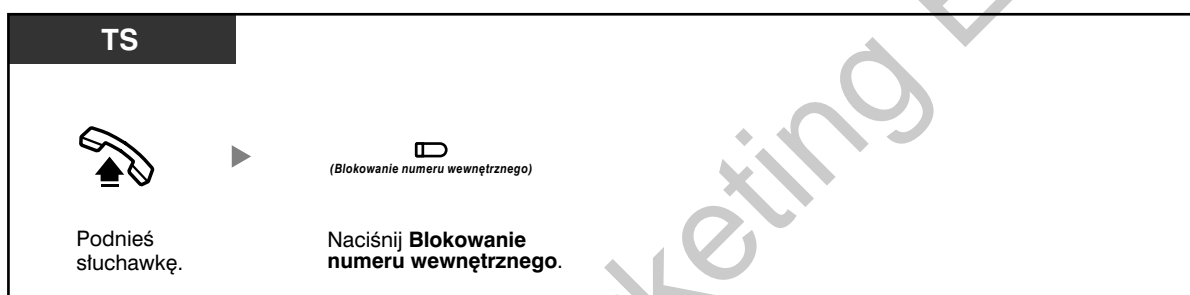 TS
(Blokowanie numeru wewnętrznego)
Podnieś
słuchawkę.
Naciśnij Blokowanie
numeru wewnętrznego.